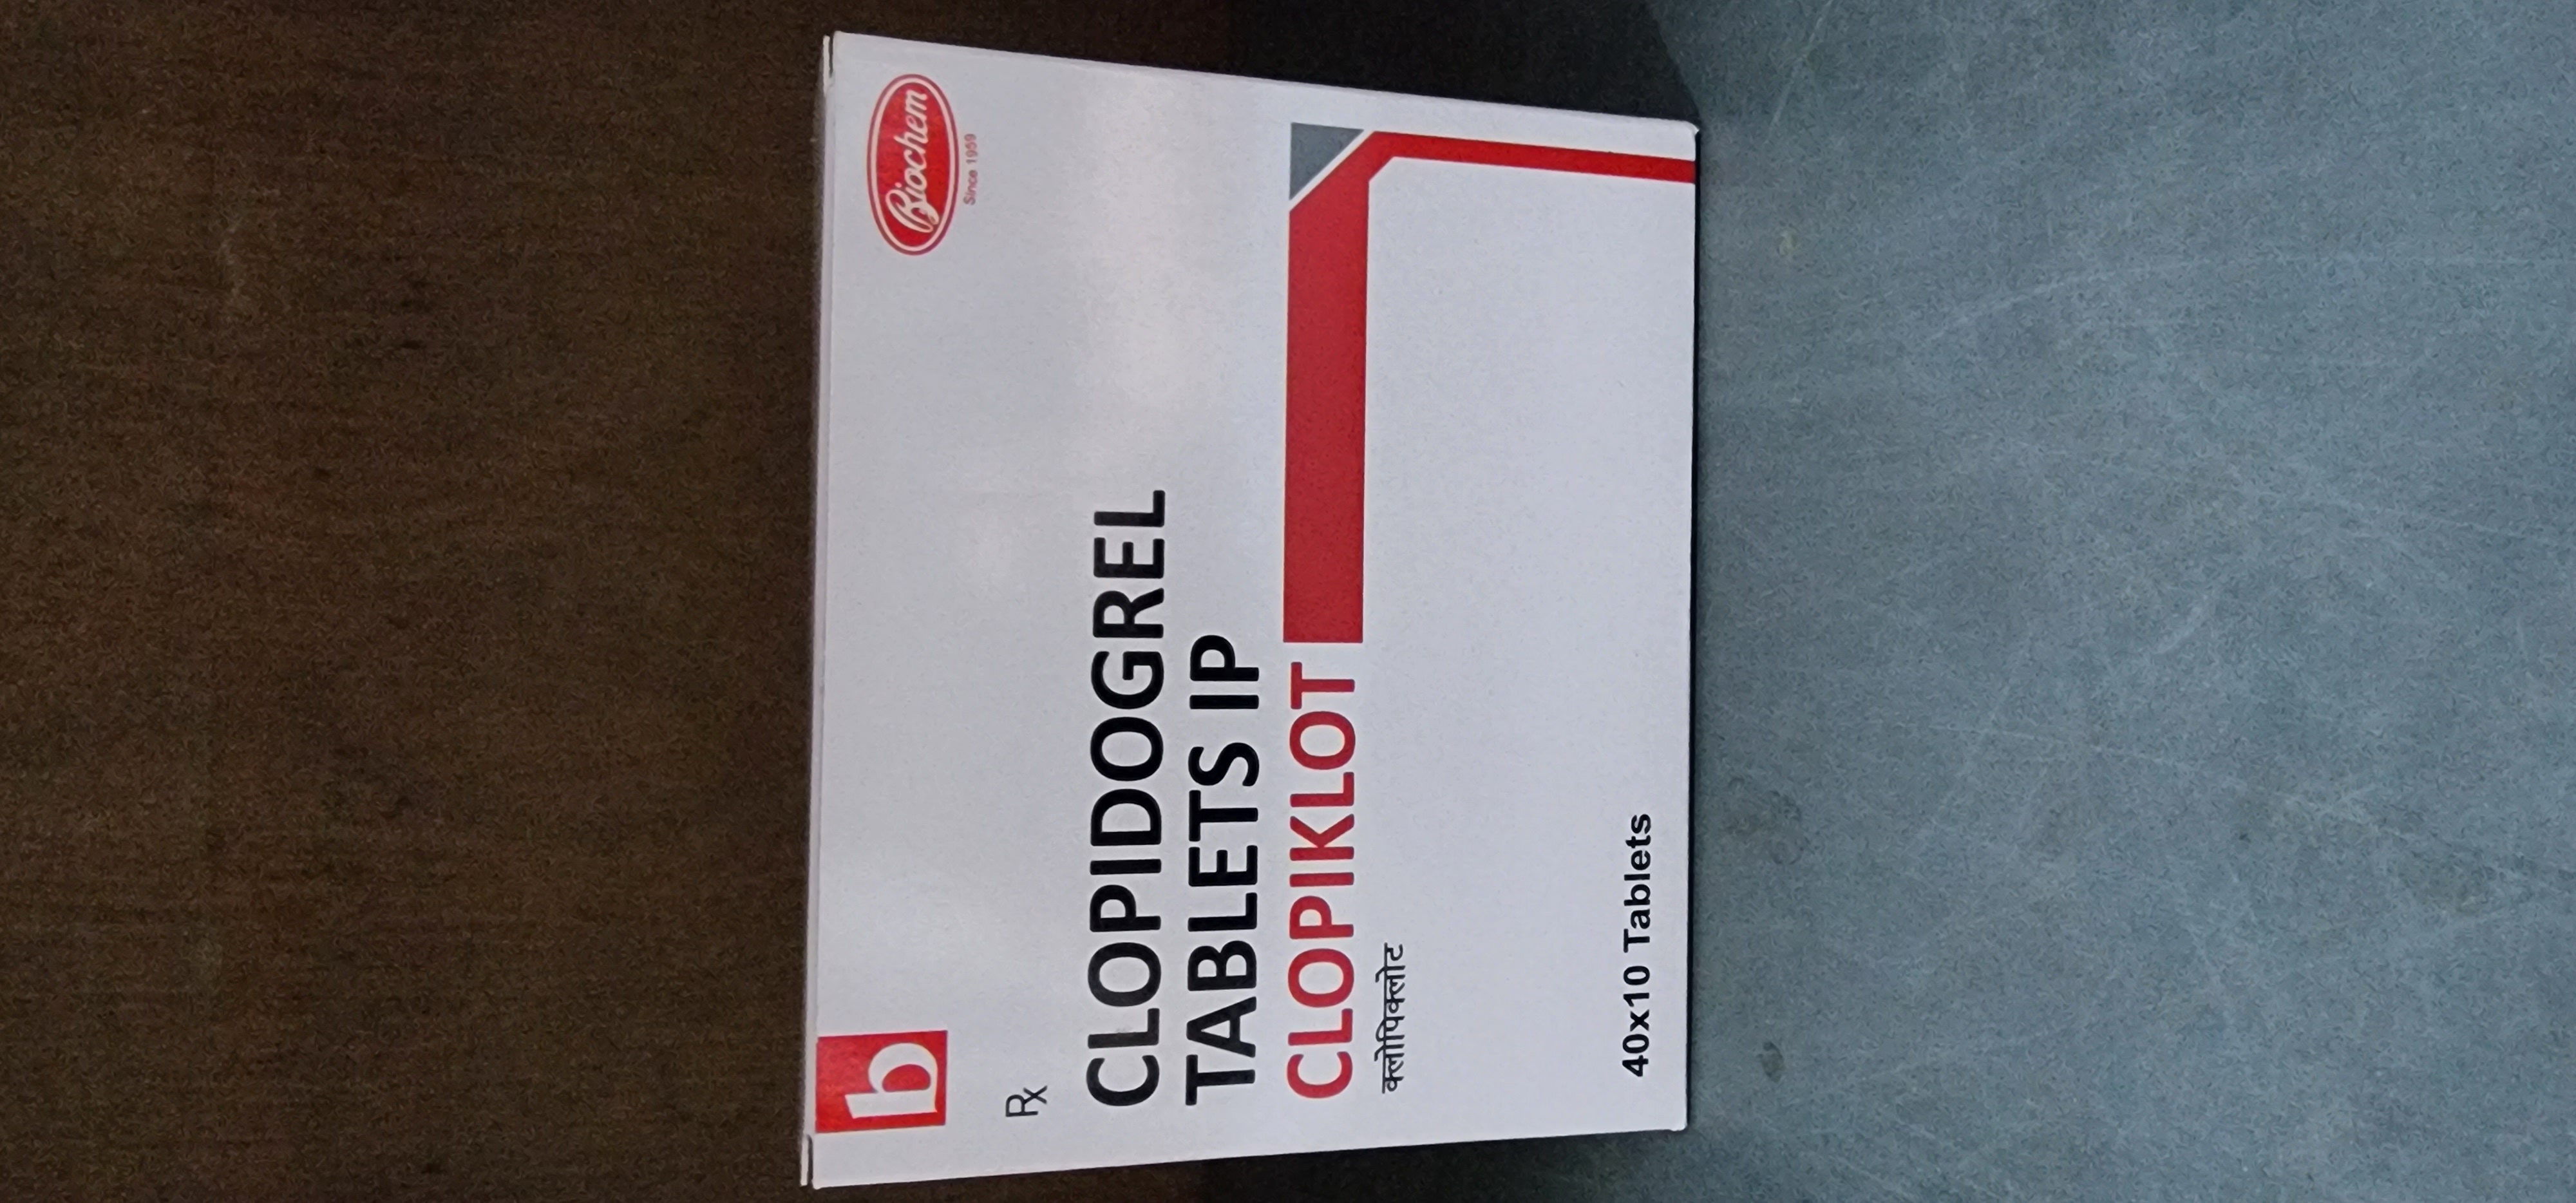 b
Biochem
Since 1959
Rx
CLOPIDOGREL
TABLETS IP
CLOPIKLOT
क्लोपिक्लोट
40x10 Tablets